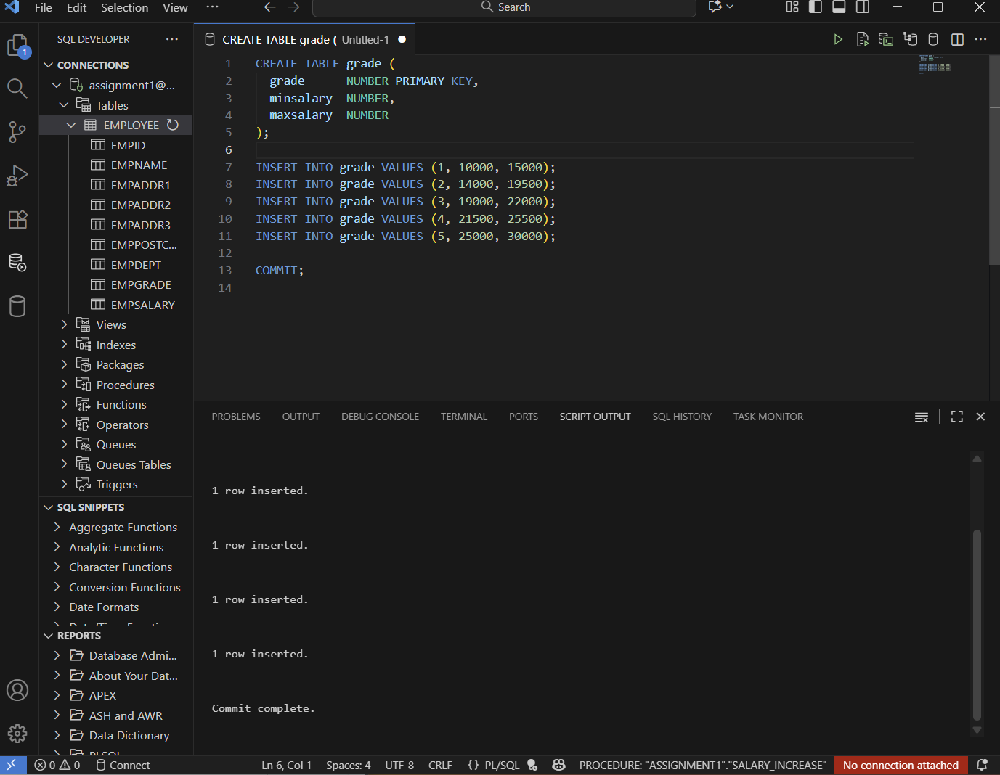 File Edit Selection View ··· Search
SQL DEVELOPER ···
CONNECTIONS
assignment1@...
Tables
EMPLOYEE
EMPID
EMPNAME
EMPADDR1
EMPADDR2
EMPADDR3
EMPPOSTC...
EMPDEPT
EMPGRADE
EMPSALARY
Views
Indexes
Packages
Procedures
Functions
Operators
Queues
Queues Tables
Triggers
SQL SNIPPETS
Aggregate Functions
Analytic Functions
Character Functions
Conversion Functions
Date Formats
REPORTS
Database Admi...
About Your Dat...
APEX
ASH and AWR
Data Dictionary
PLSQL
1
CREATE TABLE grade ( Untitled-1
1 CREATE TABLE grade (
2 grade NUMBER PRIMARY KEY,
3 minsalary NUMBER,
4 maxsalary NUMBER
5 );
6
7 INSERT INTO grade VALUES (1, 10000, 15000);
8 INSERT INTO grade VALUES (2, 14000, 19500);
9 INSERT INTO grade VALUES (3, 19000, 22000);
10 INSERT INTO grade VALUES (4, 21500, 25500);
11 INSERT INTO grade VALUES (5, 25000, 30000);
12
13 COMMIT;
14
PROBLEMS OUTPUT DEBUG CONSOLE TERMINAL PORTS SCRIPT OUTPUT SQL HISTORY TASK MONITOR
1 row inserted.
1 row inserted.
1 row inserted.
1 row inserted.
Commit complete.
0 0 Connect Ln 6, Col 1 Spaces: 4 UTF-8 CRLF {} PL/SQL PROCEDURE: "ASSIGNMENT1"."SALARY_INCREASE" No connection attached